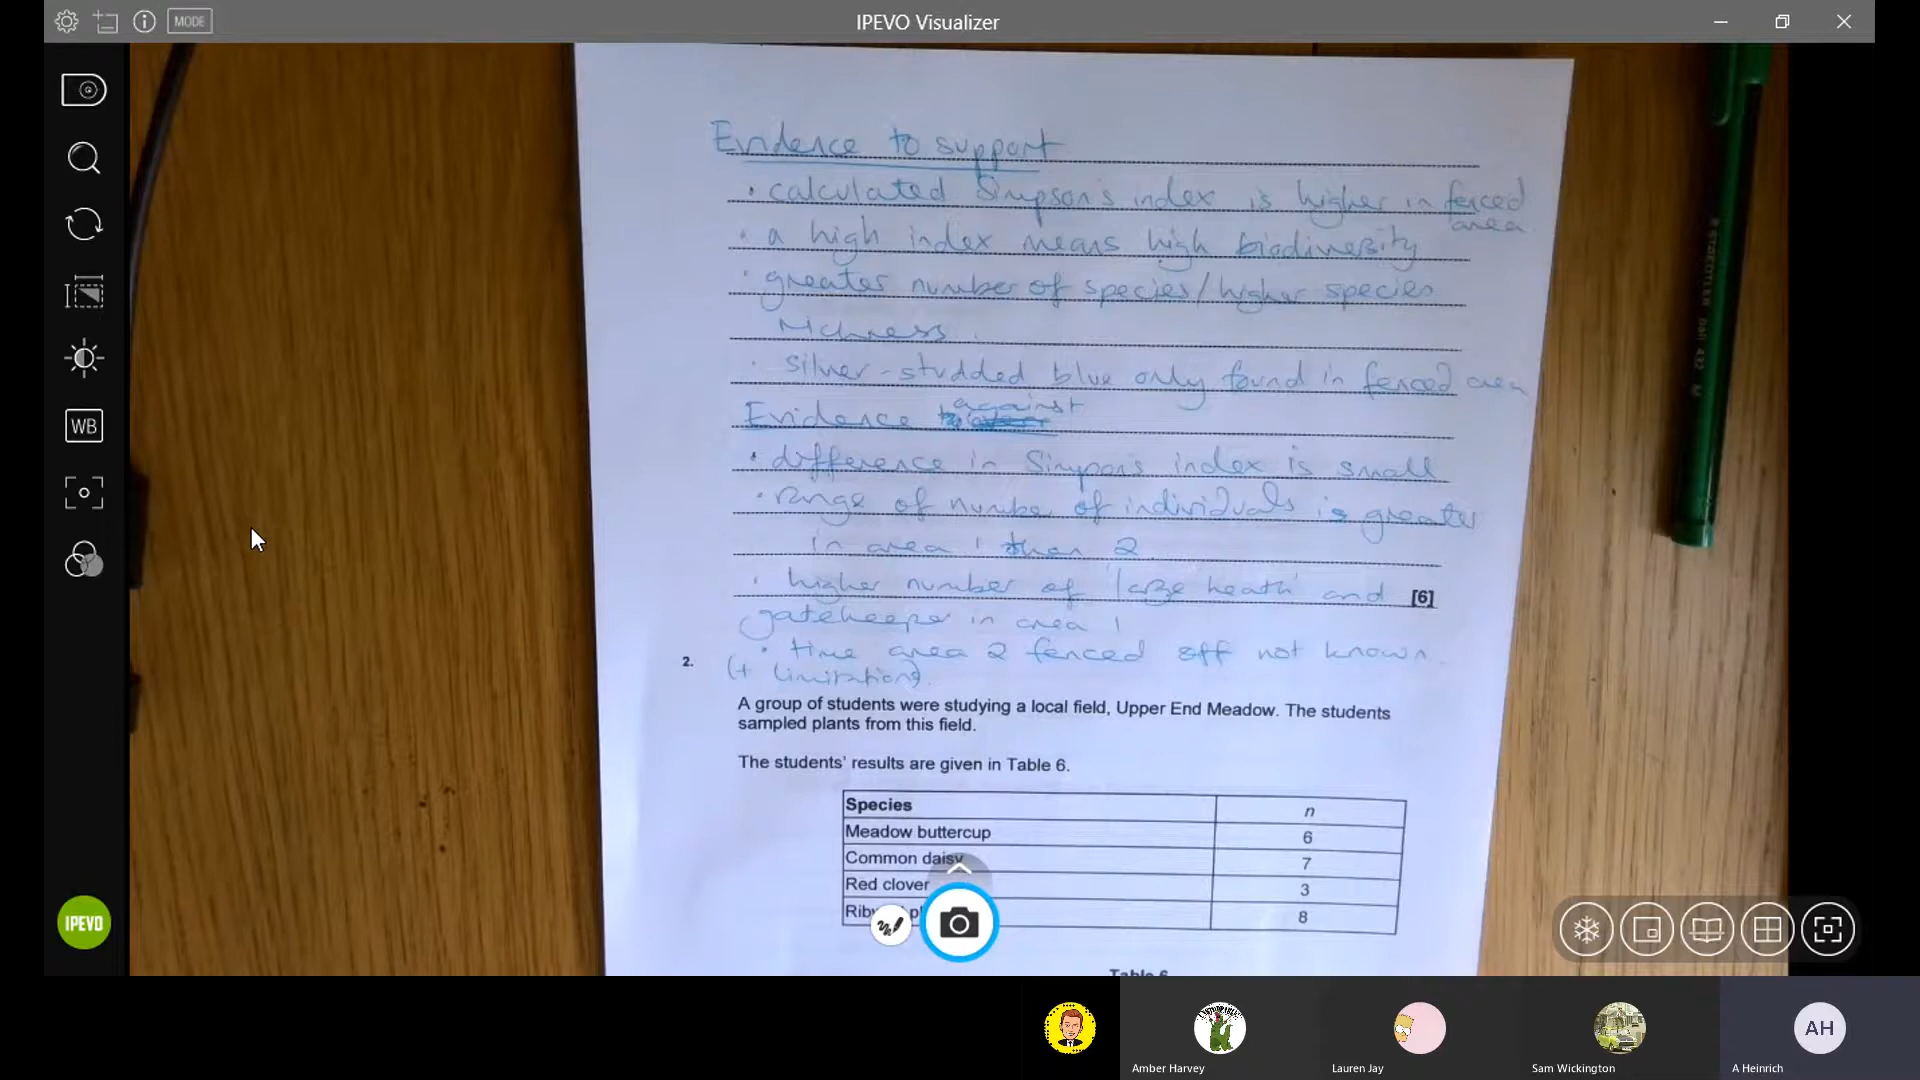 MODE
IPEVO Visualizer
Evidence to support
· calculated Simpson's index is higher in fenced
area
· a high index means high biodiversity
· greater number of species/higher species
richness.
· silver-studded blue only found in fenced area
WB
against
Evidence to
· difference in Simpson's index is small
· range of number of individuals is greater
in area 1 than 2
· higher number of 'large heath' and [6]
gatekeeper in area 1
· time area 2 fenced off not known.
(+ limitation).
2.
A group of students were studying a local field, Upper End Meadow. The students
sampled plants from this field.
The students' results are given in Table 6.
Species n
Meadow buttercup 6
Common daisy 7
Red clover 3
8
Table 6
IPEVO
STAEDTLER ball 432 M
AH
Amber Harvey
Lauren Jay
Sam Wickington
A Heinrich